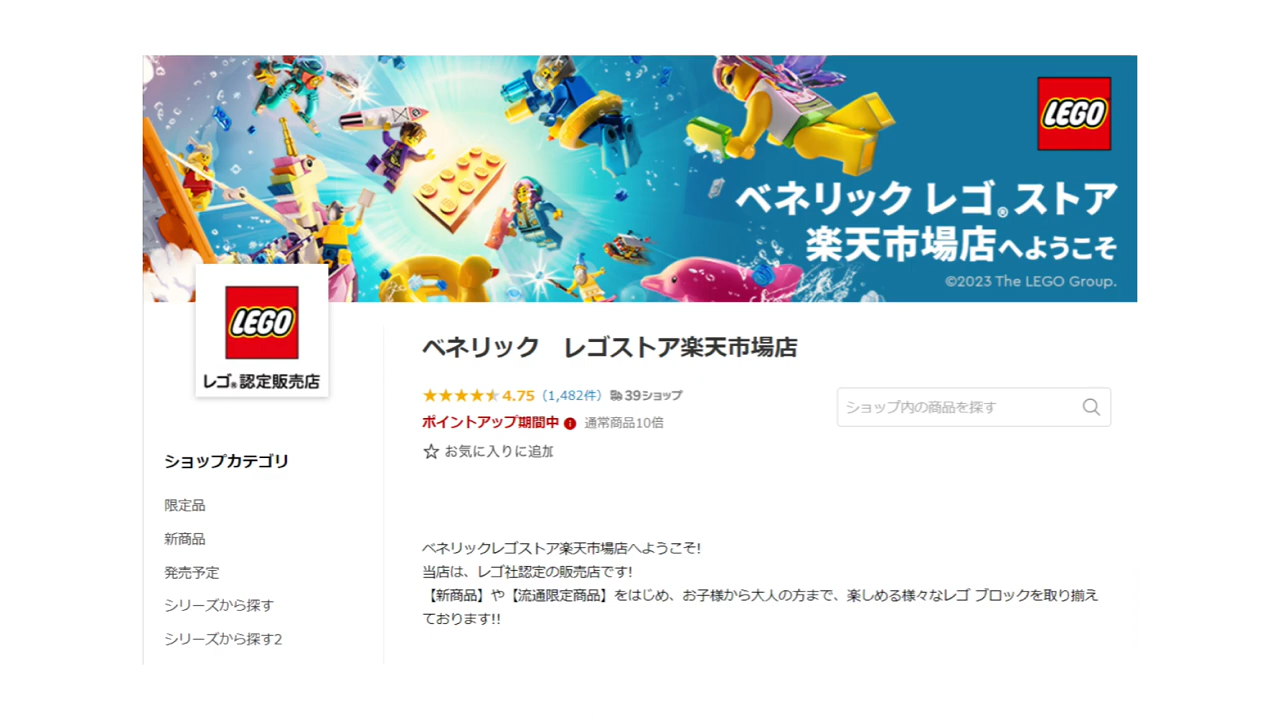 LEGO
ベネリック レゴ®ストア
楽天市場店へようこそ
©2023 The LEGO Group.
LEGO
レゴ®認定販売店
ベネリック　レゴストア楽天市場店
★★★★★ 4.75 (1,482件) 39ショップ
ポイントアップ期間中 通常商品10倍
☆ お気に入りに追加
ショップ内の商品を探す
ショップカテゴリ
限定品
新商品
発売予定
シリーズから探す
シリーズから探す2
ベネリックレゴストア楽天市場店へようこそ!
当店は、レゴ社認定の販売店です!
【新商品】や【流通限定商品】をはじめ、お子様から大人の方まで、楽しめる様々なレゴ ブロックを取り揃え
ております!!